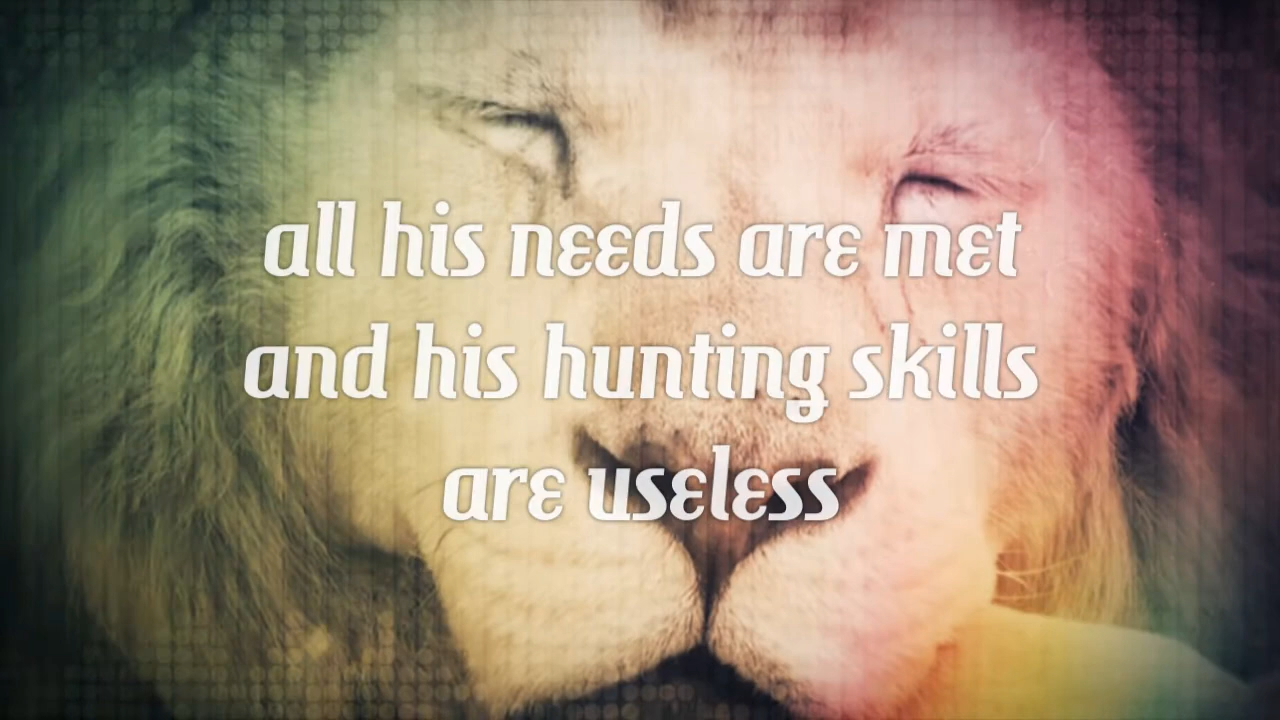 all his needs are met
and his hunting skills
are useless